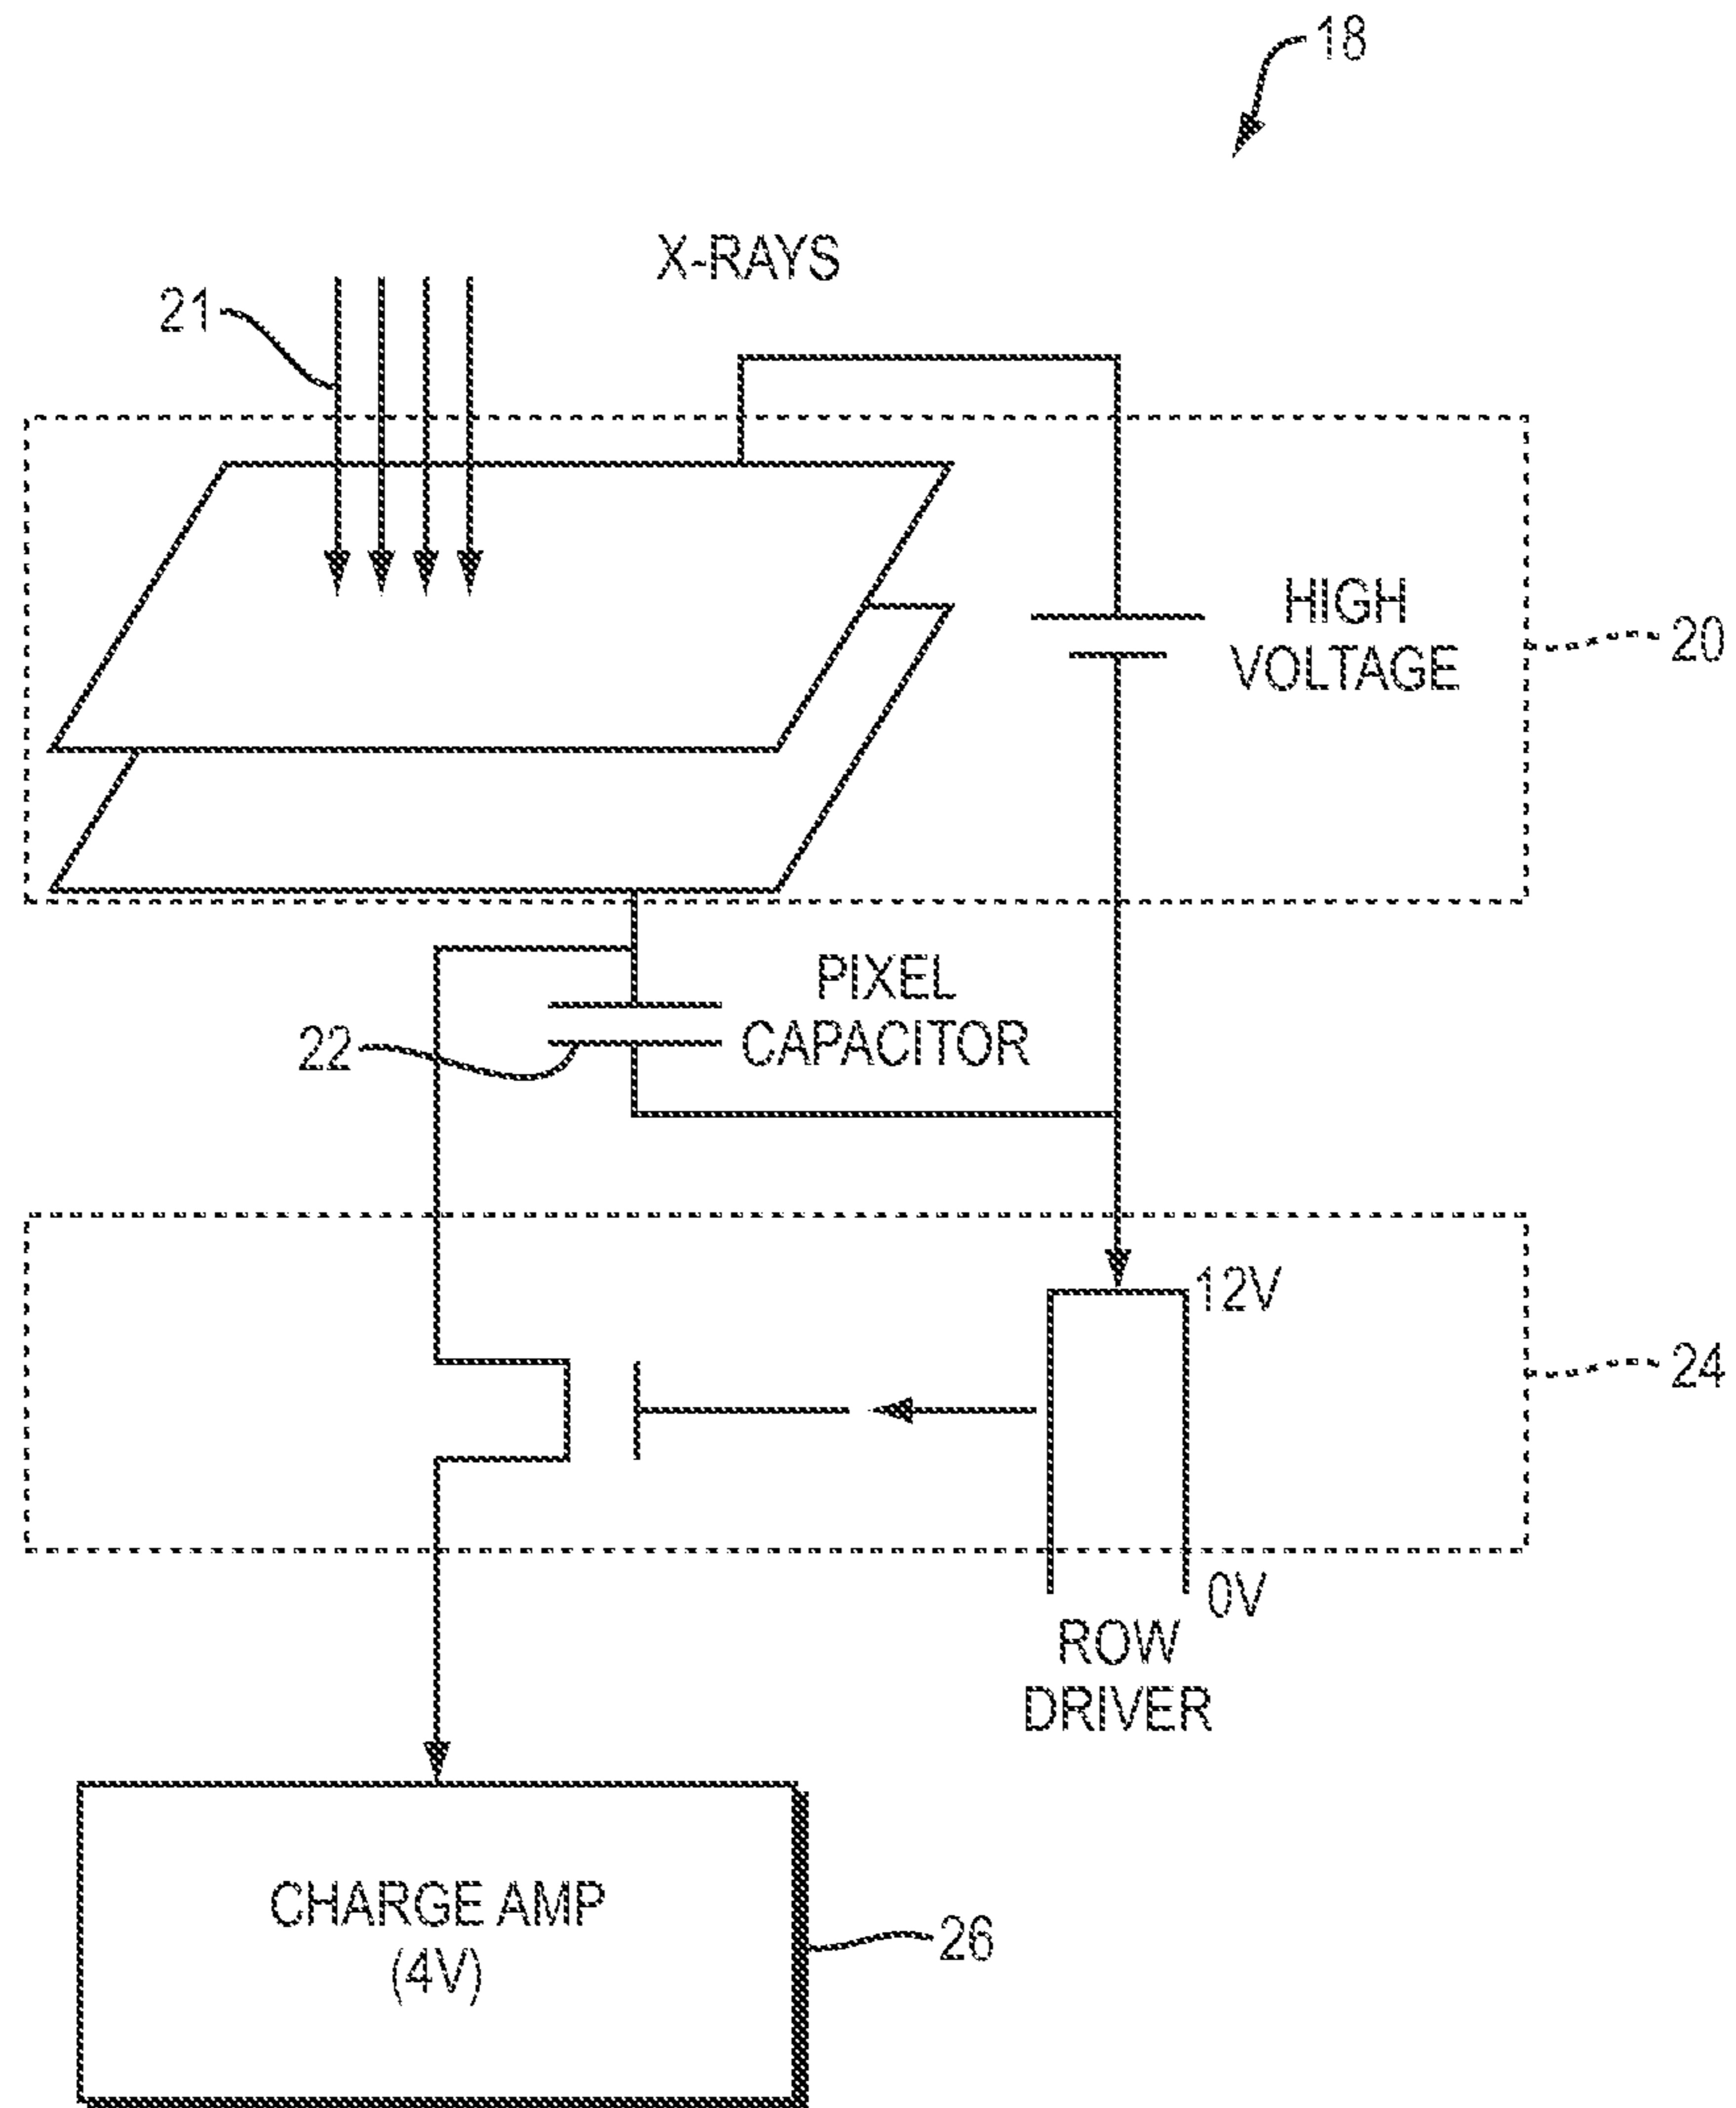 18
X-RAYS
21
HIGH
VOLTAGE
20
PIXEL
CAPACITOR
22
12V
24
0V
ROW
DRIVER
CHARGE AMP
(4V)
26